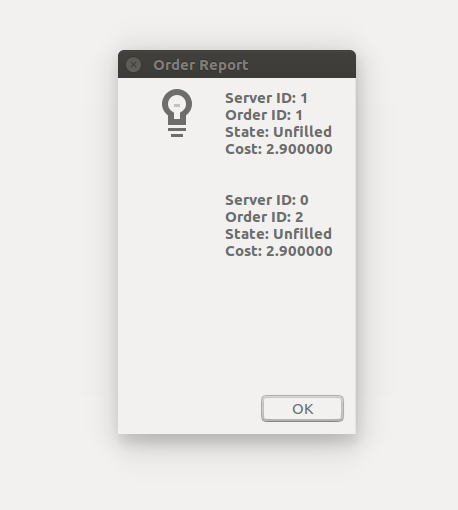 Order Report
Server ID: 1
Order ID: 1
State: Unfilled
Cost: 2.900000
Server ID: 0
Order ID: 2
State: Unfilled
Cost: 2.900000
OK